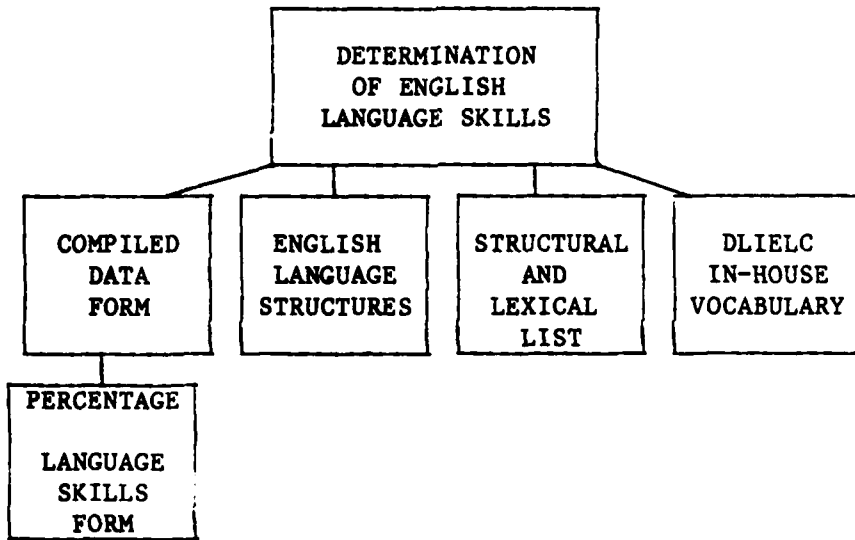 DETERMINATION
OF ENGLISH
LANGUAGE SKILLS
COMPILED
DATA
FORM
ENGLISH
LANGUAGE
STRUCTURES
STRUCTURAL
AND
LEXICAL
LIST
DLIELC
IN-HOUSE
VOCABULARY
PERCENTAGE
LANGUAGE
SKILLS
FORM